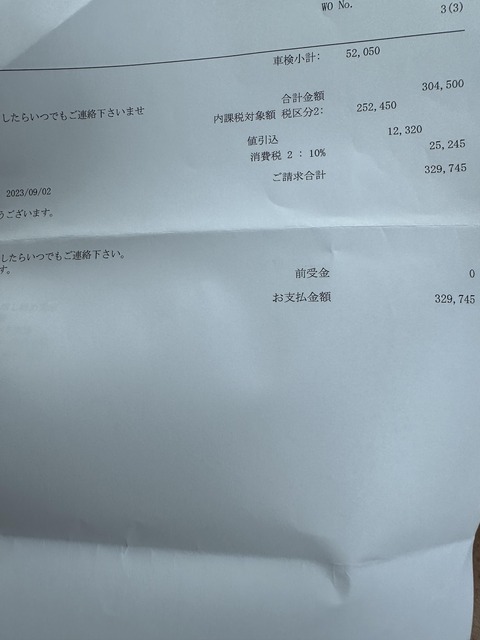 WO No.
3(3)
車検小計: 52,050
合計金額 304,500
したらいつでもご連絡下さいませ
内課税対象額 税区分2: 252,450
値引込 12,320
消費税 2 : 10% 25,245
ご請求合計 329,745
2023/09/02
うございます。
したらいつでもご連絡下さい。
す。
前受金 0
お支払金額 329,745